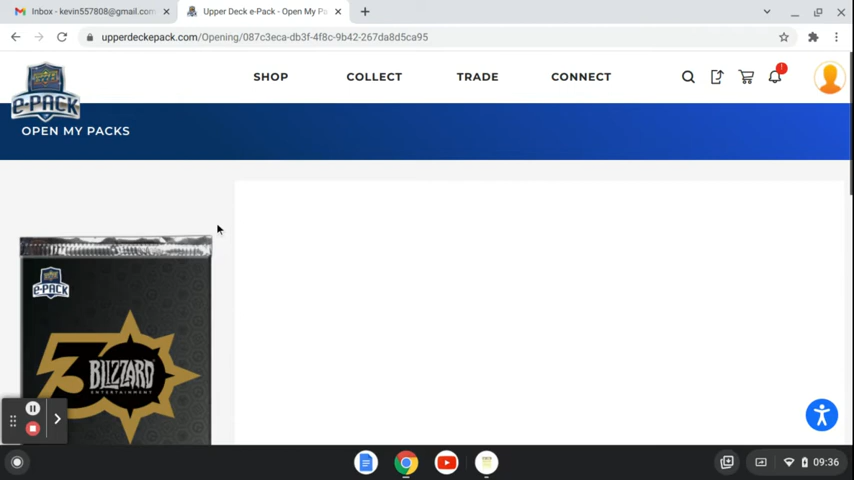 Inbox - kevin557808@gmail.com
Upper Deck e-Pack - Open My Pa
upperdeckepack.com/Opening/087c3eca-db3f-4f8c-9b42-267da8d5ca95
SHOP COLLECT TRADE CONNECT
e-PACK
OPEN MY PACKS
e-PACK
30
BLIZZARD
ENTERTAINMENT
09:36